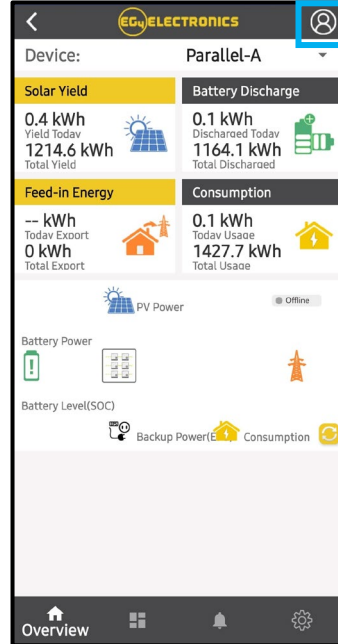 EG4 ELECTRONICS
Device: Parallel-A
Solar Yield
Battery Discharge
0.4 kWh
Yield Today
1214.6 kWh
Total Yield
0.1 kWh
Discharged Today
1164.1 kWh
Total Discharged
Feed-in Energy
Consumption
-- kWh
Today Export
0 kWh
Total Export
0.1 kWh
Today Usage
1427.7 kWh
Total Usage
PV Power
Offline
Battery Power
Battery Level(SOC)
Backup Power(E
Consumption
Overview